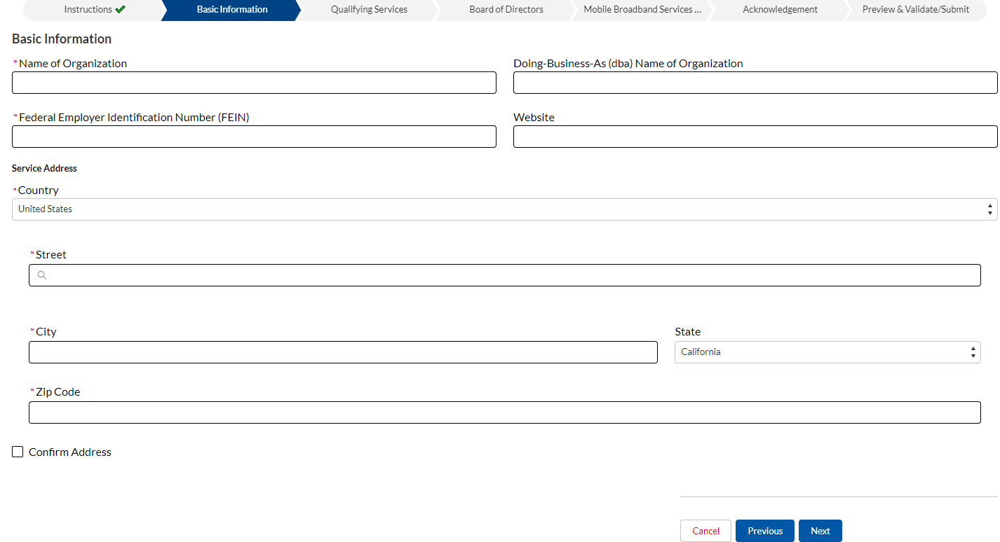 Instructions Basic Information Qualifying Services Board of Directors Mobile Broadband Services ... Acknowledgement Preview & Validate/Submit
Basic Information
*Name of Organization Doing-Business-As (dba) Name of Organization
*Federal Employer Identification Number (FEIN) Website
Service Address
*Country
United States
*Street
*City State
California
*Zip Code
Confirm Address
Cancel Previous Next